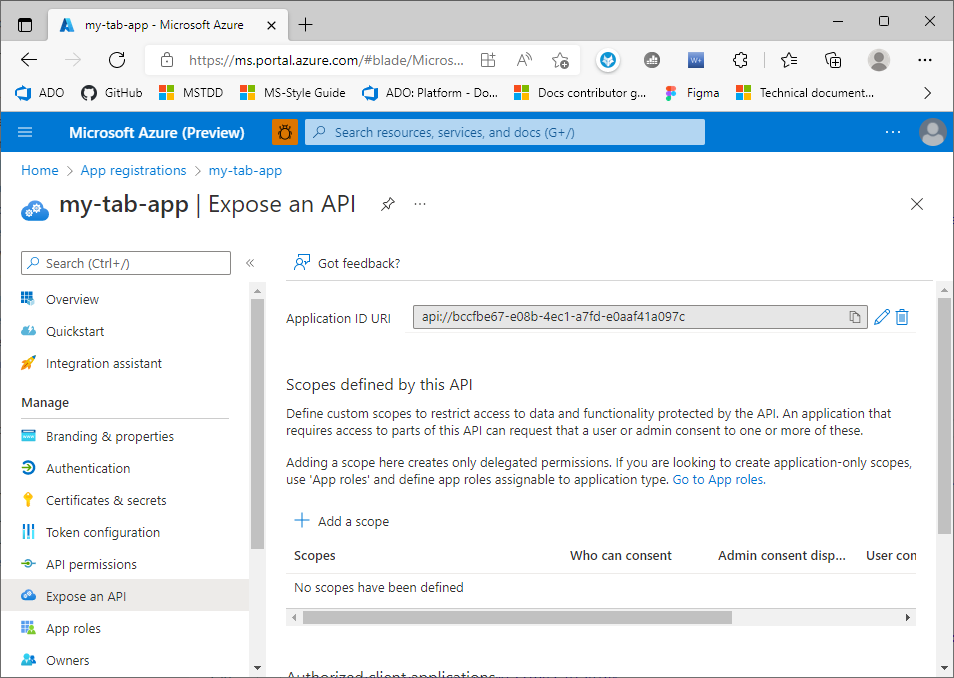 my-tab-app - Microsoft Azure
https://ms.portal.azure.com/#blade/Micros...
ADO
GitHub
MSTDD
MS-Style Guide
ADO: Platform - Do...
Docs contributor g...
Figma
Technical document...
Microsoft Azure (Preview)
Search resources, services, and docs (G+/)
Home > App registrations > my-tab-app
my-tab-app | Expose an API
Search (Ctrl+/)
Overview
Quickstart
Integration assistant
Manage
Branding & properties
Authentication
Certificates & secrets
Token configuration
API permissions
Expose an API
App roles
Owners
Got feedback?
Application ID URI
api://bccfbe67-e08b-4ec1-a7fd-e0aaf41a097c
Scopes defined by this API
Define custom scopes to restrict access to data and functionality protected by the API. An application that
requires access to parts of this API can request that a user or admin consent to one or more of these.
Adding a scope here creates only delegated permissions. If you are looking to create application-only scopes,
use 'App roles' and define app roles assignable to application type. Go to App roles.
Add a scope
Scopes
Who can consent
Admin consent disp...
User con
No scopes have been defined
Authorized client applications